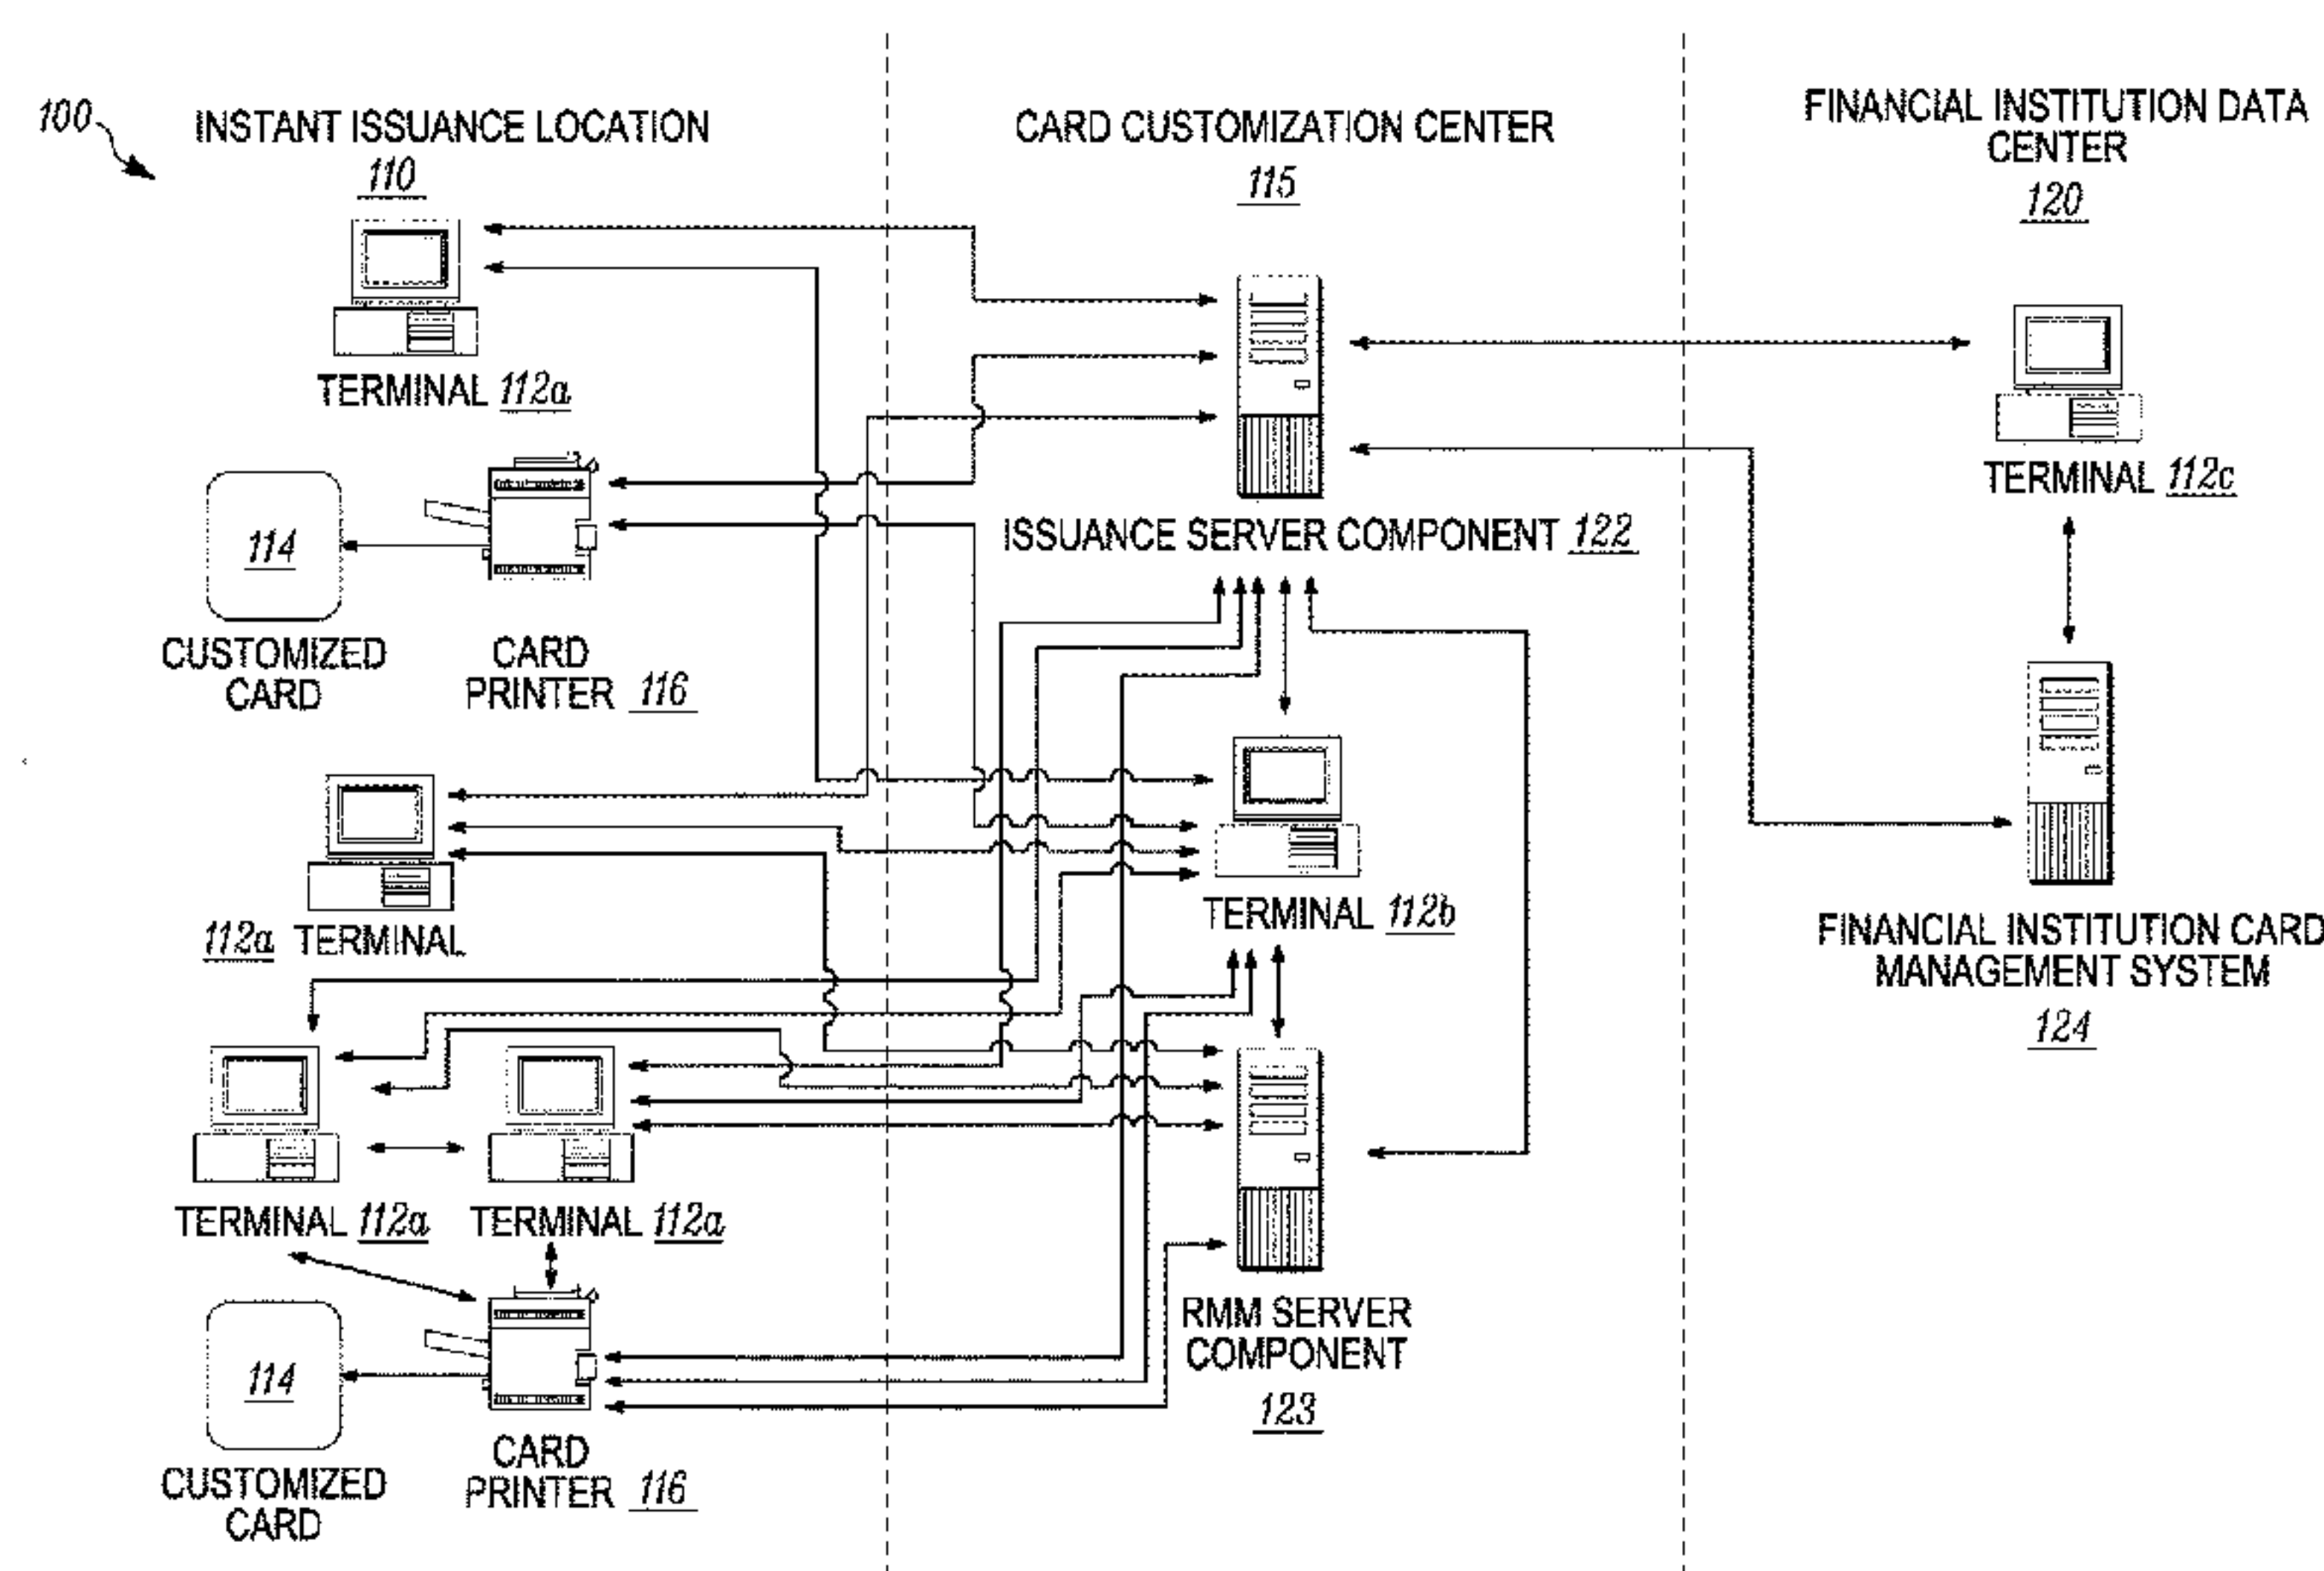 100
INSTANT ISSUANCE LOCATION
110
TERMINAL 112a
114
CUSTOMIZED
CARD
CARD
PRINTER 116
112a TERMINAL
TERMINAL 112a
TERMINAL 112a
114
CUSTOMIZED
CARD
CARD
PRINTER 116
CARD CUSTOMIZATION CENTER
115
ISSUANCE SERVER COMPONENT 122
TERMINAL 112b
RMM SERVER
COMPONENT
123
FINANCIAL INSTITUTION DATA
CENTER
120
TERMINAL 112c
FINANCIAL INSTITUTION CARD
MANAGEMENT SYSTEM
124